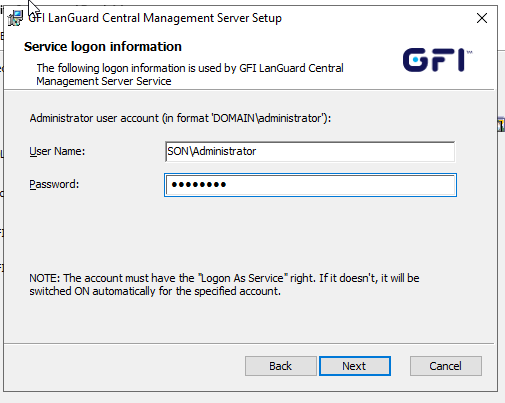 GFI LanGuard Central Management Server Setup
Service logon information
The following logon information is used by GFI LanGuard Central
Management Server Service
GFI
Administrator user account (in format 'DOMAIN\administrator'):
User Name:
SON\Administrator
Password:
••••••••
NOTE: The account must have the "Logon As Service" right. If it doesn't, it will be
switched ON automatically for the specified account.
Back
Next
Cancel